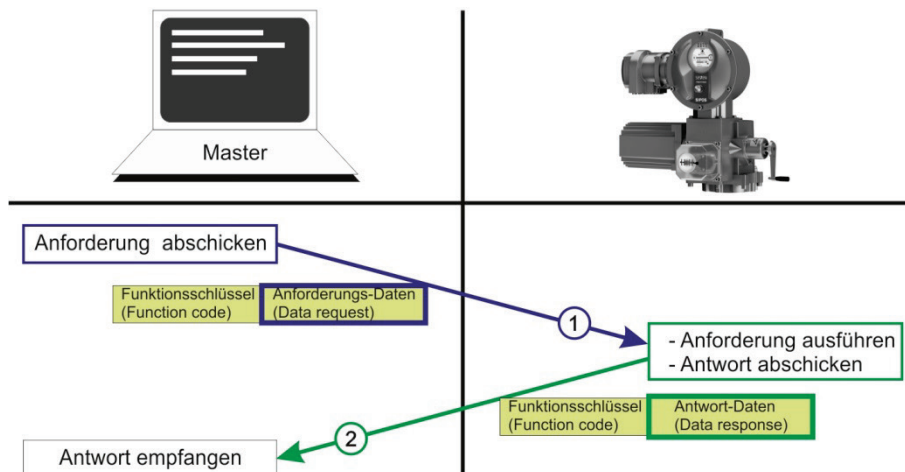 Master
Anforderung abschicken
Funktionsschlüssel
(Function code)
Anforderungs-Daten
(Data request)
1
- Anforderung ausführen
- Antwort abschicken
Funktionsschlüssel
(Function code)
Antwort-Daten
(Data response)
2
Antwort empfangen